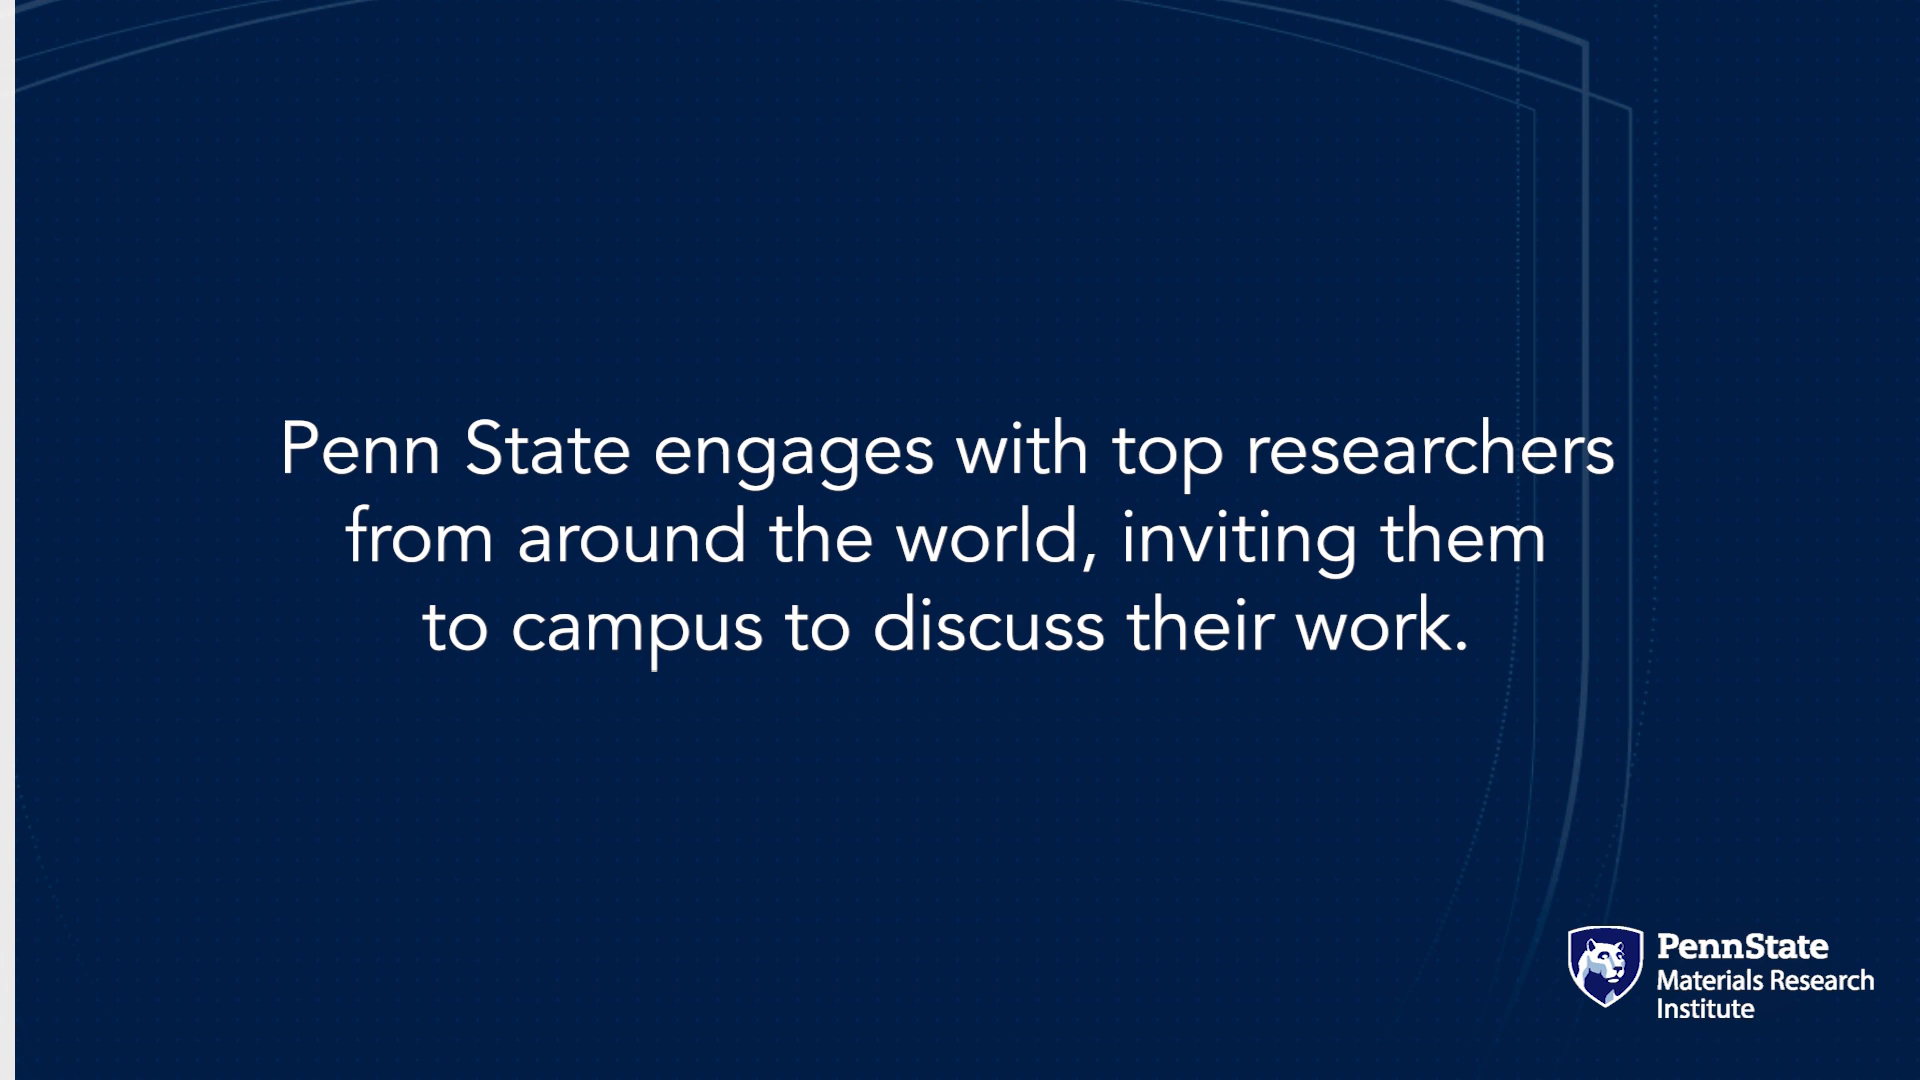 Penn State engages with top researchers
from around the world, inviting them
to campus to discuss their work.
PennState
Materials Research
Institute